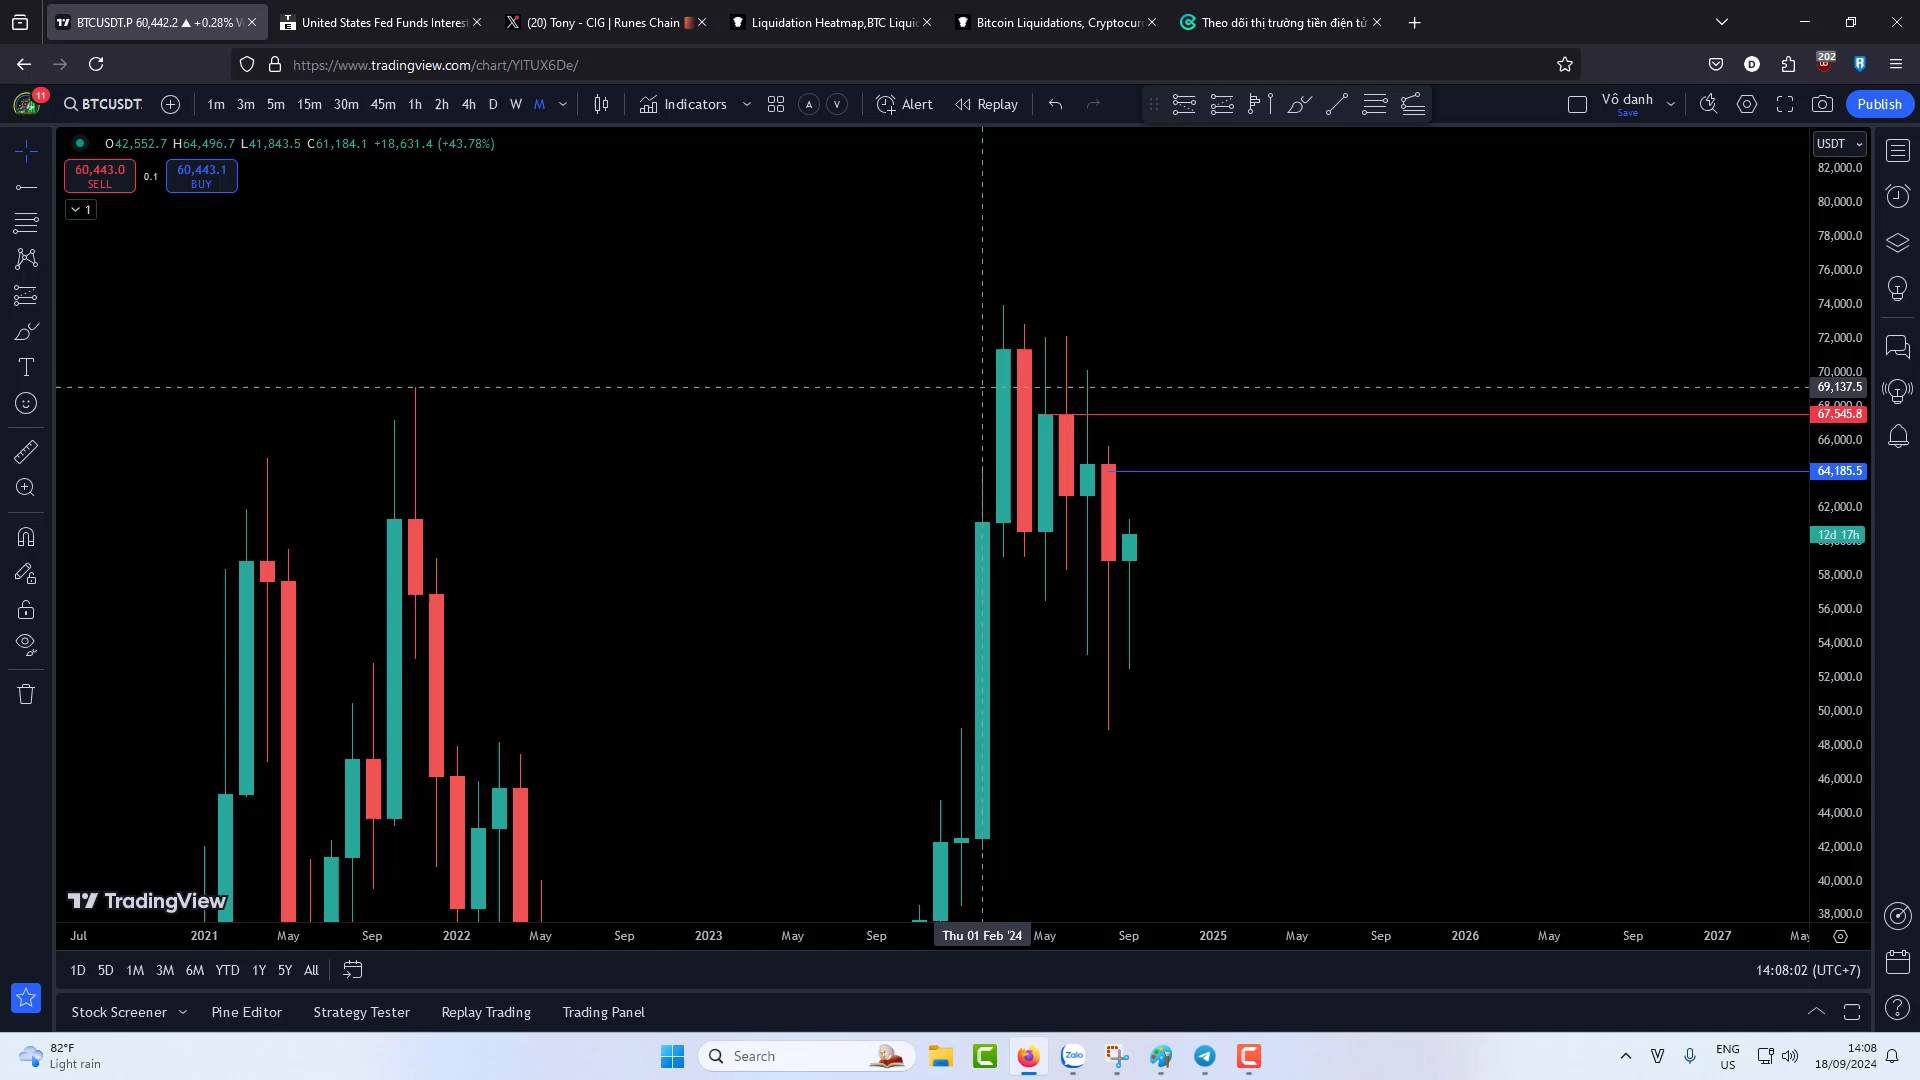 BTCUSDT.P 60,442.2 ▲ +0.28% V
United States Fed Funds Interest
(20) Tony - CIG | Runes Chain
Liquidation Heatmap,BTC Liquid
Bitcoin Liquidations, Cryptocurr
Theo dõi thị trường tiền điện tử
https://www.tradingview.com/chart/YITUX6De/
202
11
BTCUSDT.
1m 3m 5m 15m 30m 45m 1h 2h 4h D W M
Indicators
A
V
Alert
Replay
Vô danh
Save
Publish
O42,552.7 H64,496.7 L41,843.5 C61,184.1 +18,631.4 (+43.78%)
USDT
60,443.0
SELL
0.1
60,443.1
BUY
1
82,000.0
80,000.0
78,000.0
76,000.0
74,000.0
72,000.0
70,000.0
69,137.5
68,000.0
67,545.8
66,000.0
64,185.5
62,000.0
12d 17h
60,000.0
58,000.0
56,000.0
54,000.0
52,000.0
50,000.0
48,000.0
46,000.0
44,000.0
42,000.0
40,000.0
38,000.0
TradingView
Jul 2021 May Sep 2022 May Sep 2023 May Sep Thu 01 Feb '24 May Sep 2025 May Sep 2026 May Sep 2027 May
1D 5D 1M 3M 6M YTD 1Y 5Y All
14:08:02 (UTC+7)
Stock Screener Pine Editor Strategy Tester Replay Trading Trading Panel
82°F
Light rain
Search
Zalo
ENG
US
14:08
18/09/2024